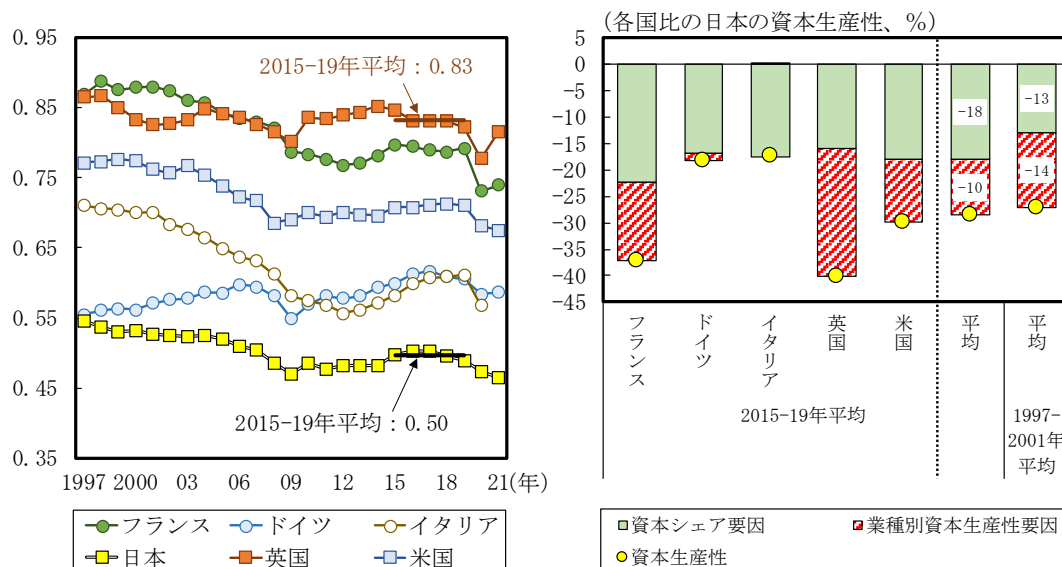 0.95
0.85
0.75
0.65
0.55
0.45
0.35
2015-19年平均：0.83
2015-19年平均：0.50
1997 2000 03 06 09 12 15 18 21(年)
フランス ドイツ イタリア
日本 英国 米国
(各国比の日本の資本生産性、%)
5
0
-5
-10
-15
-20
-25
-30
-35
-40
-45
-18
-10
-13
-14
フランス
ドイツ
イタリア
英国
米国
平均
平均
2015-19年平均
1997-
2001年
平均
資本シェア要因 業種別資本生産性要因
資本生産性